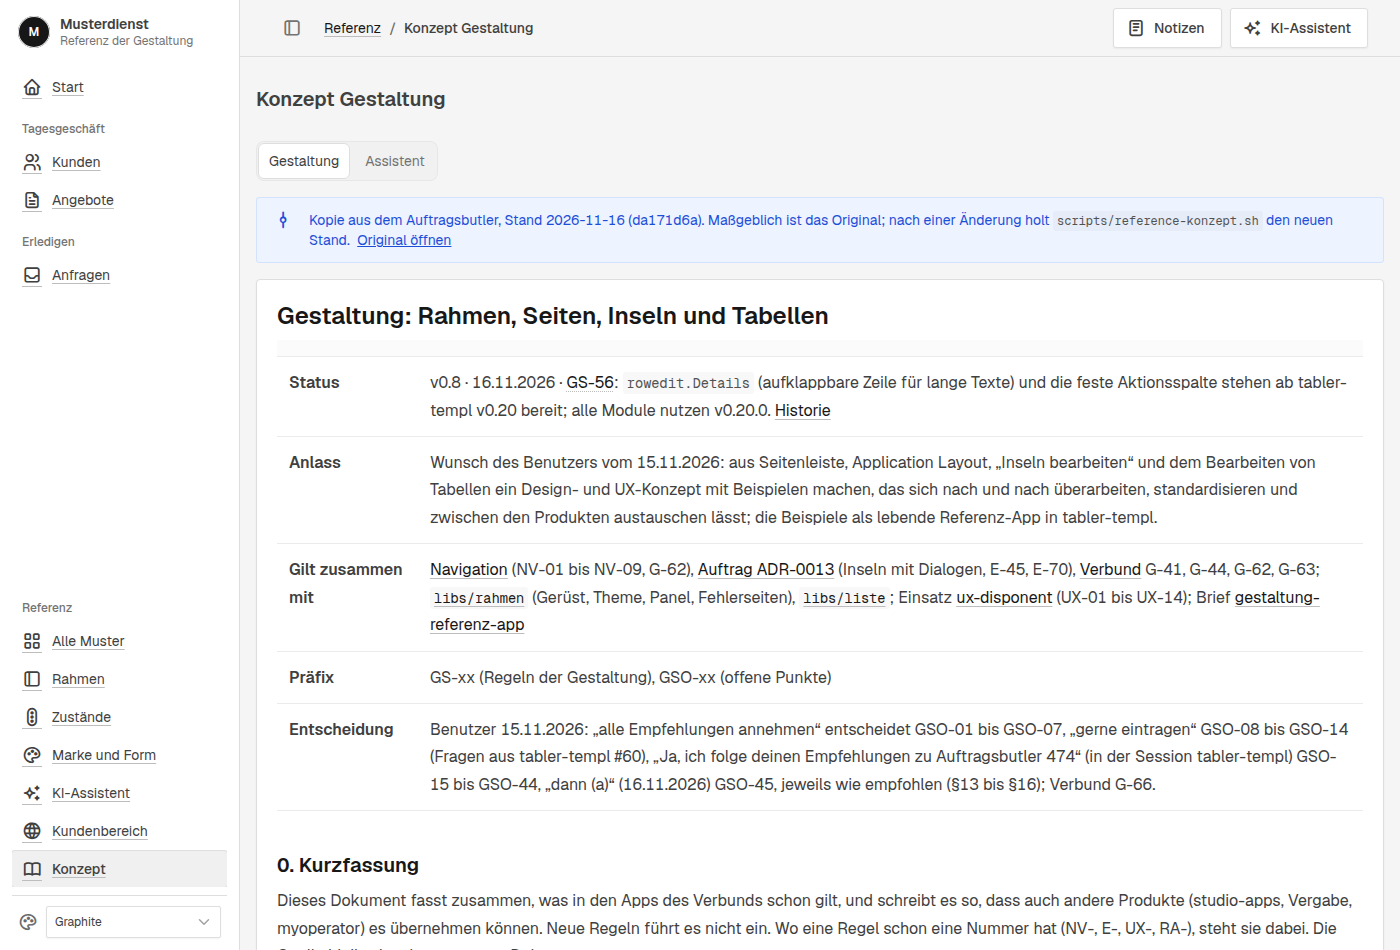 M
Musterdienst
Referenz der Gestaltung
Start
Tagesgeschäft
Kunden
Angebote
Erledigen
Anfragen
Referenz
Alle Muster
Rahmen
Zustände
Marke und Form
KI-Assistent
Kundenbereich
Konzept
Graphite
Referenz / Konzept Gestaltung
Notizen
KI-Assistent
Konzept Gestaltung
Gestaltung
Assistent
Kopie aus dem Auftragsbutler, Stand 2026-11-16 (da171d6a). Maßgeblich ist das Original; nach einer Änderung holt scripts/reference-konzept.sh den neuen
Stand. Original öffnen
Gestaltung: Rahmen, Seiten, Inseln und Tabellen
Status
v0.8 · 16.11.2026 · GS-56: rowedit.Details (aufklappbare Zeile für lange Texte) und die feste Aktionsspalte stehen ab tabler-
templ v0.20 bereit; alle Module nutzen v0.20.0. Historie
Anlass
Wunsch des Benutzers vom 15.11.2026: aus Seitenleiste, Application Layout, „Inseln bearbeiten“ und dem Bearbeiten von
Tabellen ein Design- und UX-Konzept mit Beispielen machen, das sich nach und nach überarbeiten, standardisieren und
zwischen den Produkten austauschen lässt; die Beispiele als lebende Referenz-App in tabler-templ.
Gilt zusammen
mit
Navigation (NV-01 bis NV-09, G-62), Auftrag ADR-0013 (Inseln mit Dialogen, E-45, E-70), Verbund G-41, G-44, G-62, G-63;
libs/rahmen (Gerüst, Theme, Panel, Fehlerseiten), libs/liste ; Einsatz ux-disponent (UX-01 bis UX-14); Brief gestaltung-
referenz-app
Präfix
GS-xx (Regeln der Gestaltung), GSO-xx (offene Punkte)
Entscheidung
Benutzer 15.11.2026: „alle Empfehlungen annehmen“ entscheidet GSO-01 bis GSO-07, „gerne eintragen“ GSO-08 bis GSO-14
(Fragen aus tabler-templ #60), „Ja, ich folge deinen Empfehlungen zu Auftragsbutler 474“ (in der Session tabler-templ) GSO-
15 bis GSO-44, „dann (a)“ (16.11.2026) GSO-45, jeweils wie empfohlen (§13 bis §16); Verbund G-66.
0. Kurzfassung
Dieses Dokument fasst zusammen, was in den Apps des Verbunds schon gilt, und schreibt es so, dass auch andere Produkte (studio-apps, Vergabe,
myoperator) es übernehmen können. Neue Regeln führt es nicht ein. Wo eine Regel schon eine Nummer hat (NV-, E-, UX-, RA-), steht sie dabei. Die